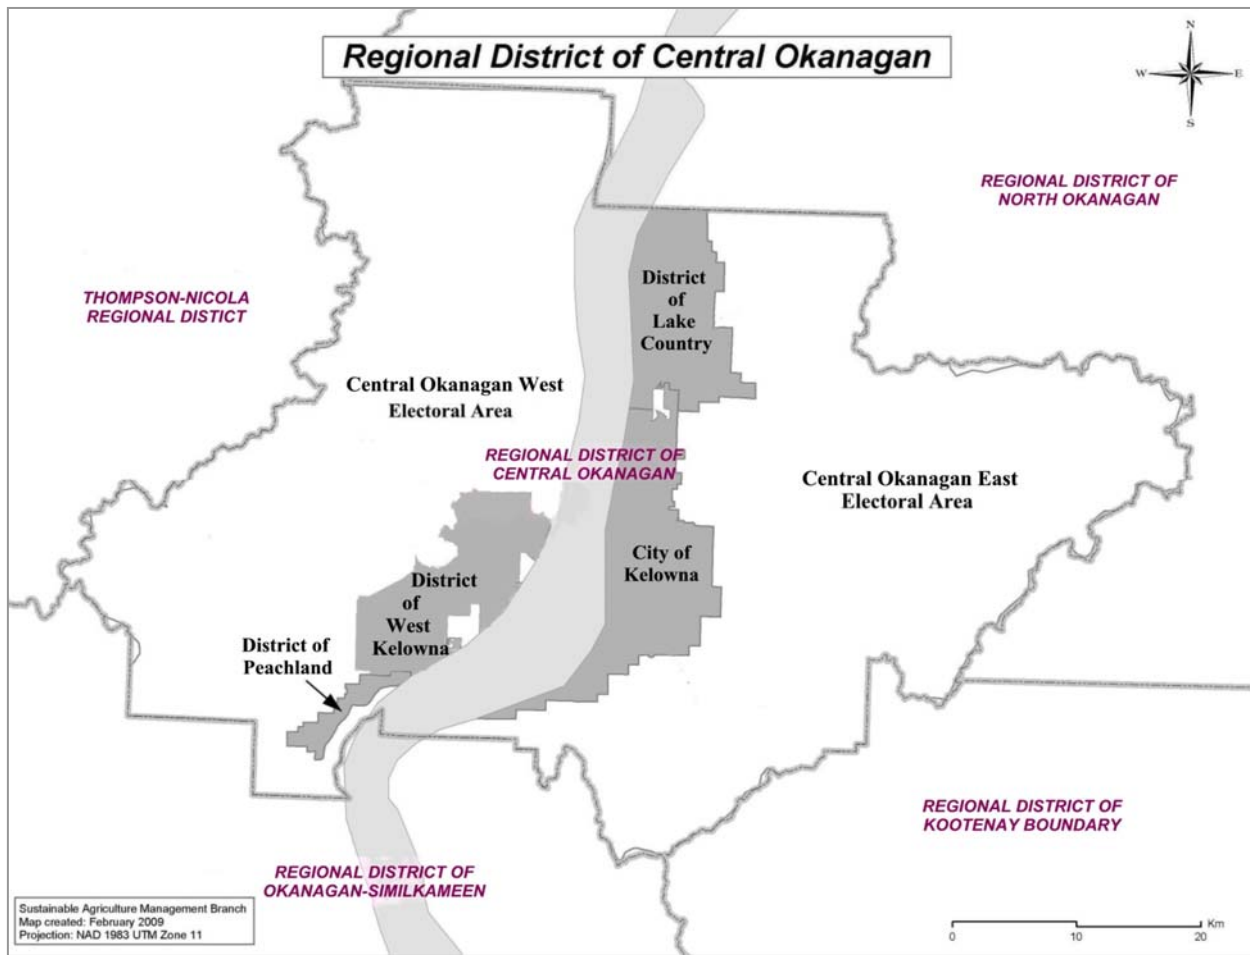 Regional District of Central Okanagan
N
W
E
S
REGIONAL DISTRICT OF
NORTH OKANAGAN
THOMPSON-NICOLA
REGIONAL DISTICT
District
of
Lake
Country
Central Okanagan West
Electoral Area
REGIONAL DISTRICT OF
CENTRAL OKANAGAN
Central Okanagan East
Electoral Area
City of
Kelowna
District
of
West
Kelowna
District of
Peachland
REGIONAL DISTRICT OF
KOOTENAY BOUNDARY
REGIONAL DISTRICT OF
OKANAGAN-SIMILKAMEEN
Sustainable Agriculture Management Branch
Map created: February 2009
Projection: NAD 1983 UTM Zone 11
Km
0 10 20